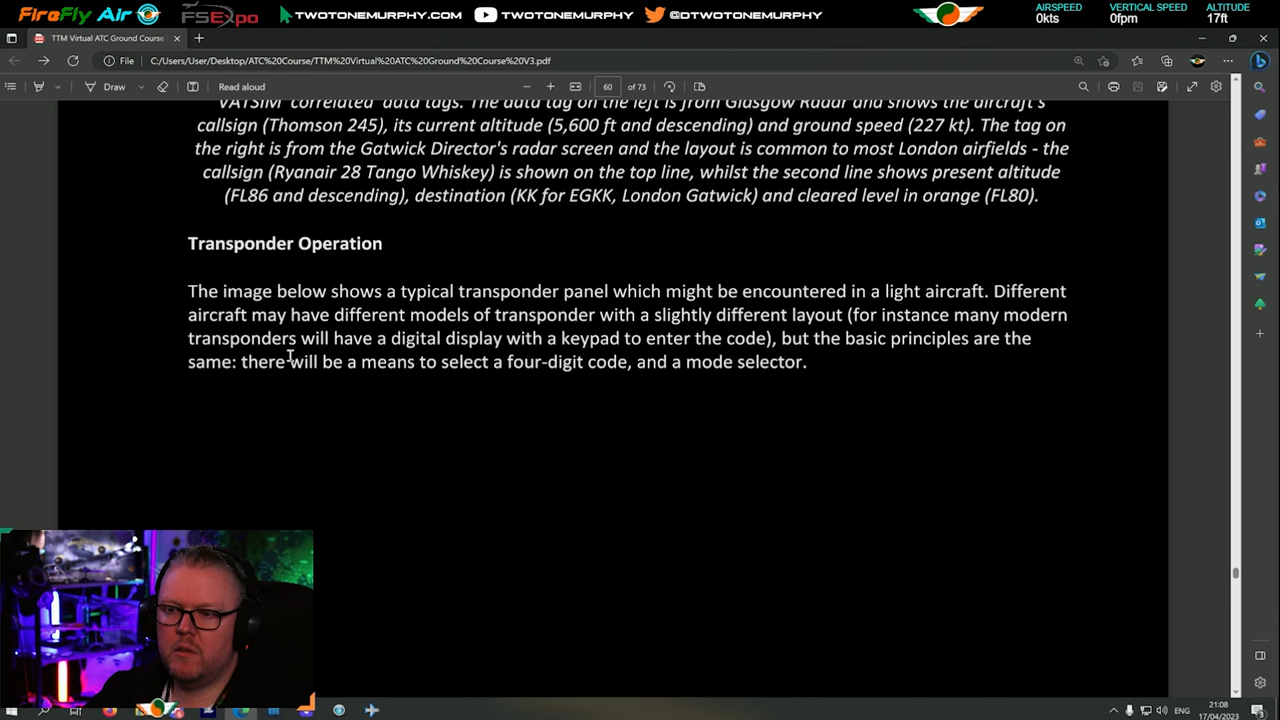 FireFly Air
FSExpo
TWOTONEMURPHY.COM
TWOTONEMURPHY
@DTWOTONEMURPHY
AIRSPEED
0kts
VERTICAL SPEED
0fpm
ALTITUDE
17ft
TTM Virtual ATC Ground Course
File
C:/Users/User/Desktop/ATC%20Course/TTM%20Virtual%20ATC%20Ground%20Course%20V3.pdf
Draw
Read aloud
60 of 73
VATSIM 'correlated' data tags. The data tag on the left is from Glasgow Radar and shows the aircraft's
callsign (Thomson 245), its current altitude (5,600 ft and descending) and ground speed (227 kt). The tag on
the right is from the Gatwick Director's radar screen and the layout is common to most London airfields - the
callsign (Ryanair 28 Tango Whiskey) is shown on the top line, whilst the second line shows present altitude
(FL86 and descending), destination (KK for EGKK, London Gatwick) and cleared level in orange (FL80).
Transponder Operation
The image below shows a typical transponder panel which might be encountered in a light aircraft. Different
aircraft may have different models of transponder with a slightly different layout (for instance many modern
transponders will have a digital display with a keypad to enter the code), but the basic principles are the
same: there will be a means to select a four-digit code, and a mode selector.
ENG
21:08
17/04/2023